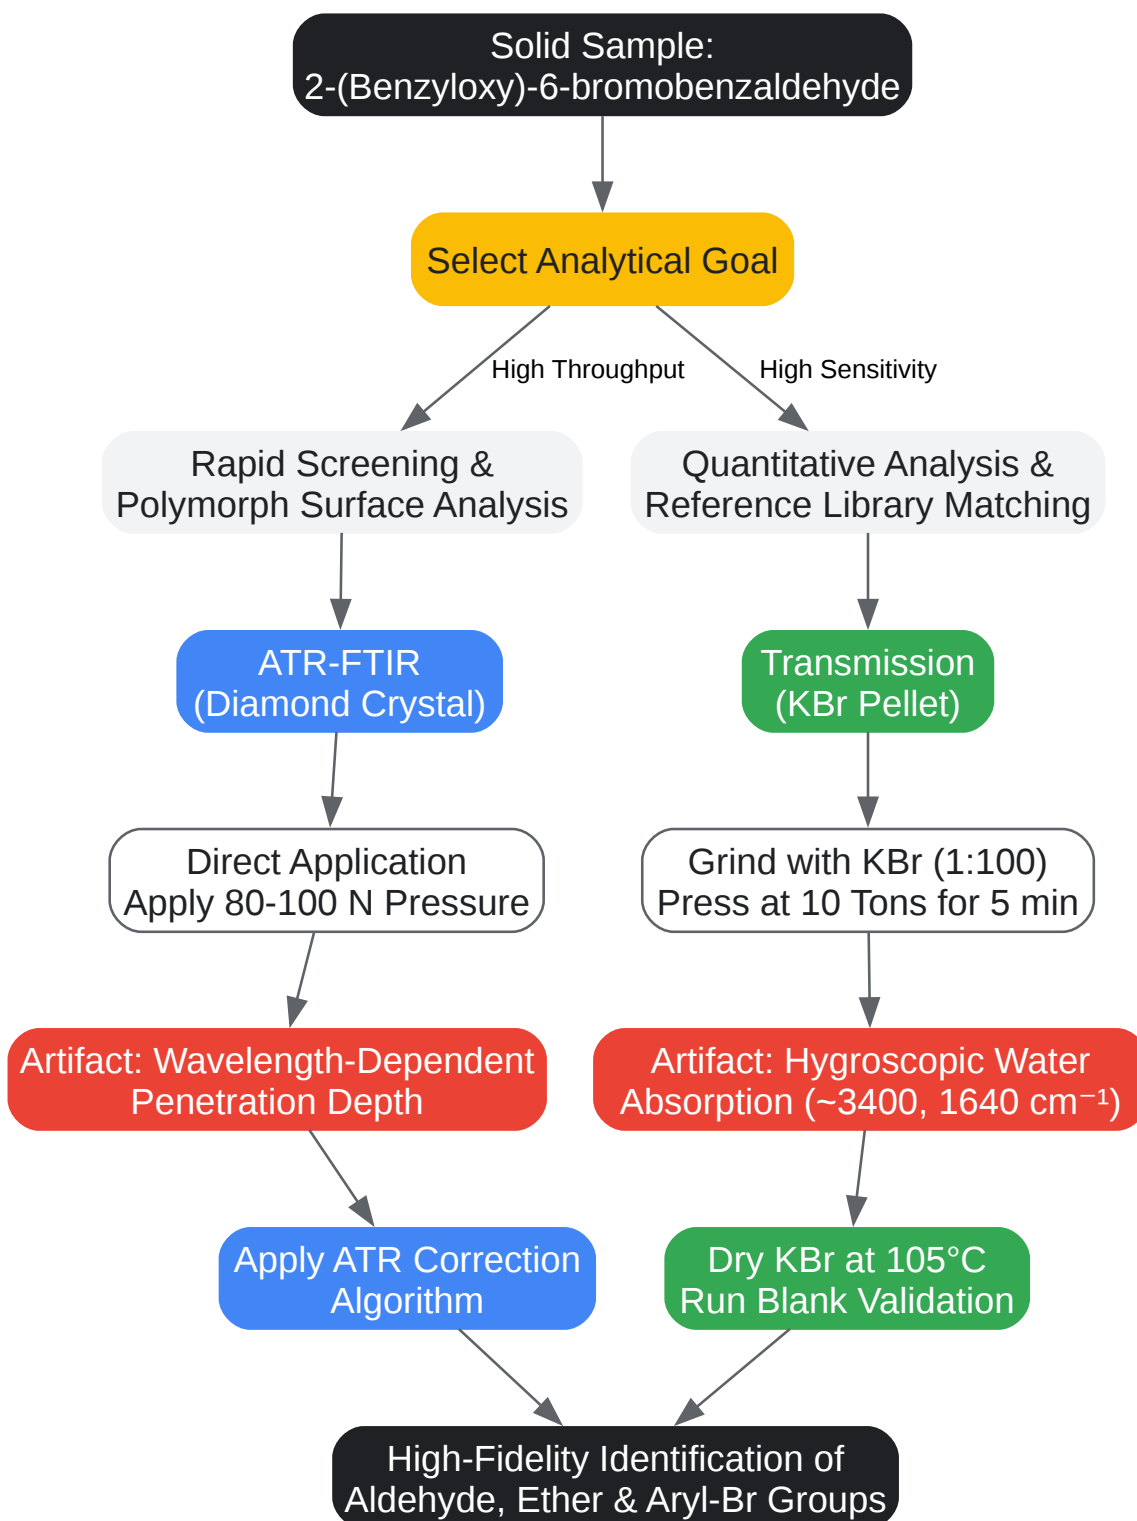 Solid Sample:
2-(Benzyloxy)-6-bromobenzaldehyde
Select Analytical Goal
High Throughput
High Sensitivity
Rapid Screening &
Polymorph Surface Analysis
Quantitative Analysis &
Reference Library Matching
ATR-FTIR
(Diamond Crystal)
Transmission
(KBr Pellet)
Direct Application
Apply 80-100 N Pressure
Grind with KBr (1:100)
Press at 10 Tons for 5 min
Artifact: Wavelength-Dependent
Penetration Depth
Artifact: Hygroscopic Water
Absorption (~3400, 1640 cm⁻¹)
Apply ATR Correction
Algorithm
Dry KBr at 105°C
Run Blank Validation
High-Fidelity Identification of
Aldehyde, Ether & Aryl-Br Groups